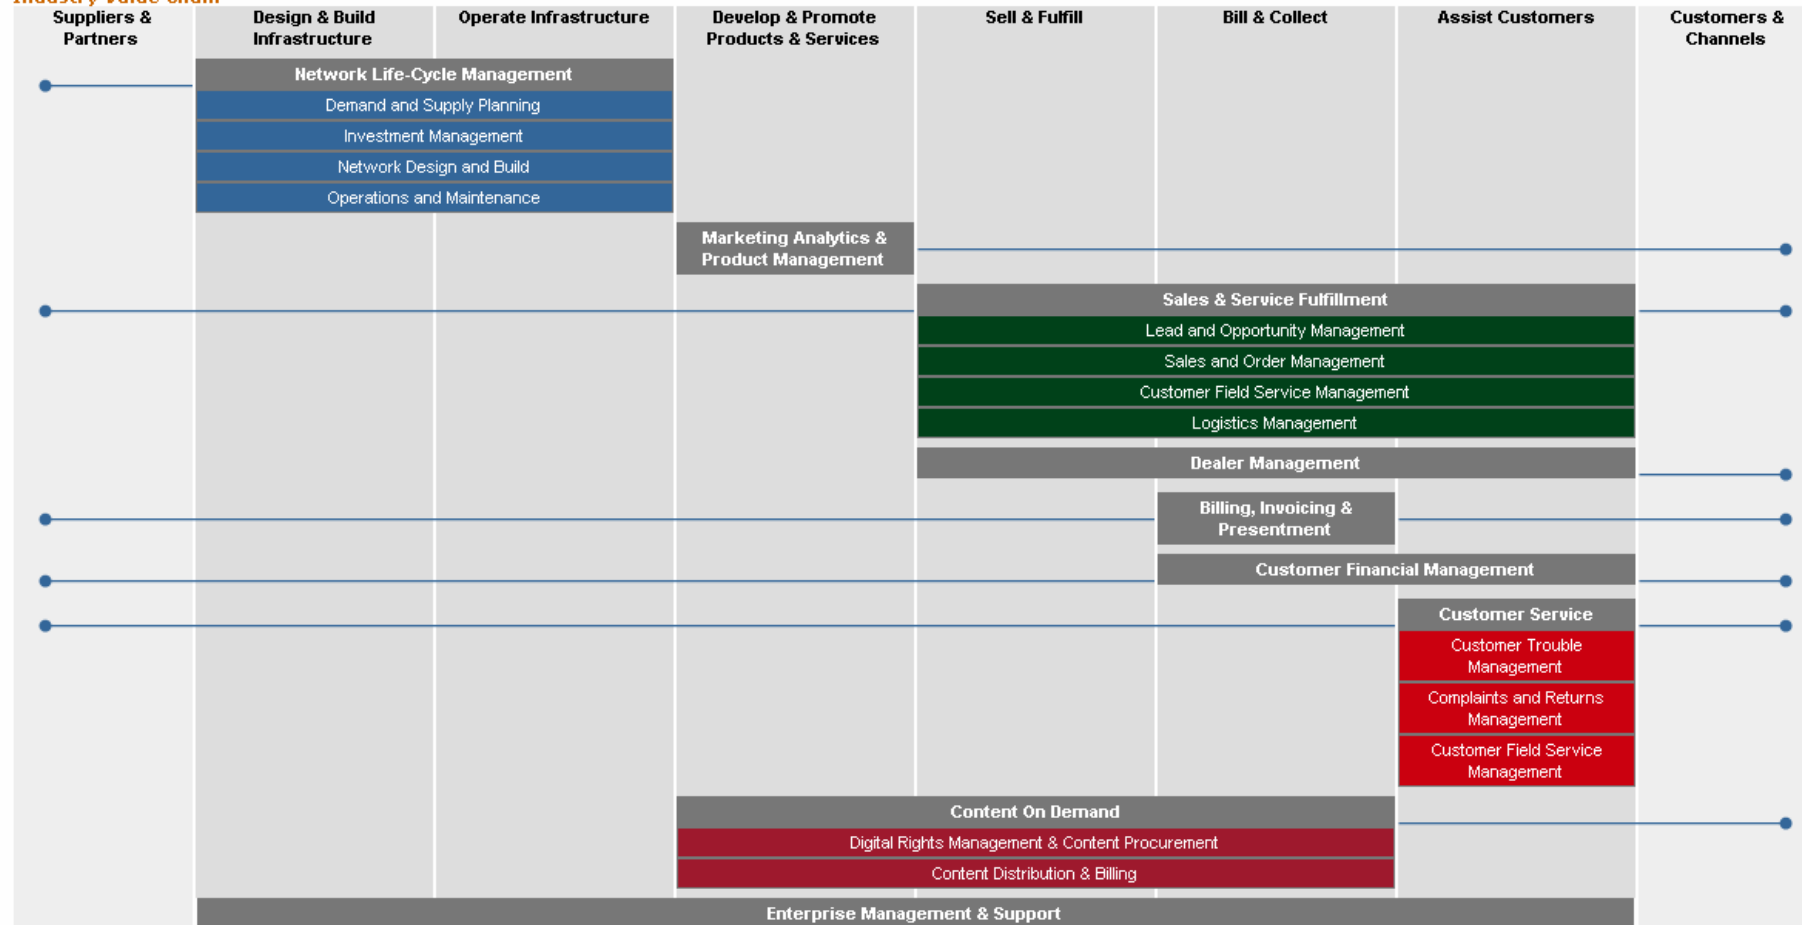 Industry Value Chain
Suppliers &
Partners
Design & Build
Infrastructure
Operate Infrastructure
Develop & Promote
Products & Services
Sell & Fulfill
Bill & Collect
Assist Customers
Customers &
Channels
Network Life-Cycle Management
Demand and Supply Planning
Investment Management
Network Design and Build
Operations and Maintenance
Marketing Analytics &
Product Management
Sales & Service Fulfillment
Lead and Opportunity Management
Sales and Order Management
Customer Field Service Management
Logistics Management
Dealer Management
Billing, Invoicing &
Presentment
Customer Financial Management
Customer Service
Customer Trouble
Management
Complaints and Returns
Management
Customer Field Service
Management
Content On Demand
Digital Rights Management & Content Procurement
Content Distribution & Billing
Enterprise Management & Support